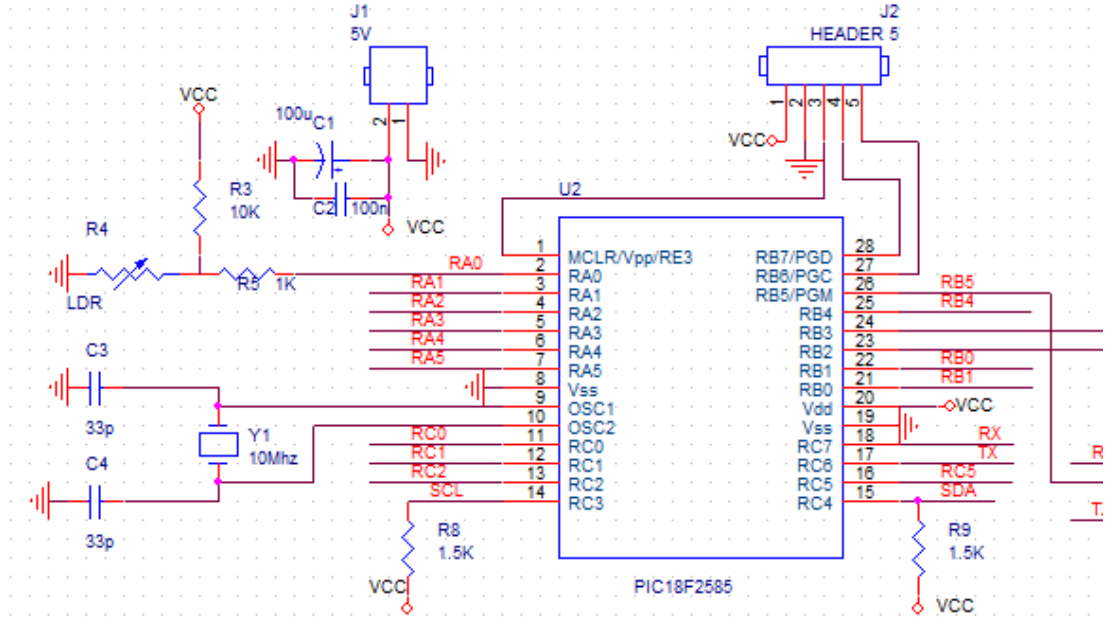 J1
5V
J2
HEADER 5
VCC
100u
C1
2
1
1
2
3
4
5
VCC
R3
10K
C2
100n
VCC
U2
R4
LDR
R5
1K
RA0
RA1
RA2
RA3
RA4
RA5
1
2
3
4
5
6
7
8
9
10
11
12
13
14
MCLR/Vpp/RE3
RA0
RA1
RA2
RA3
RA4
RA5
Vss
OSC1
OSC2
RC0
RC1
RC2
RC3
RB7/PGD
RB6/PGC
RB5/PGM
RB4
RB3
RB2
RB1
RB0
Vdd
Vss
RC7
RC6
RC5
RC4
28
27
26
25
24
23
22
21
20
19
18
17
16
15
RB5
RB4
RB0
RB1
VCC
RX
TX
RC5
SDA
C3
33p
Y1
10Mhz
C4
33p
RC0
RC1
RC2
SCL
R8
1.5K
VCC
PIC18F2585
R9
1.5K
VCC